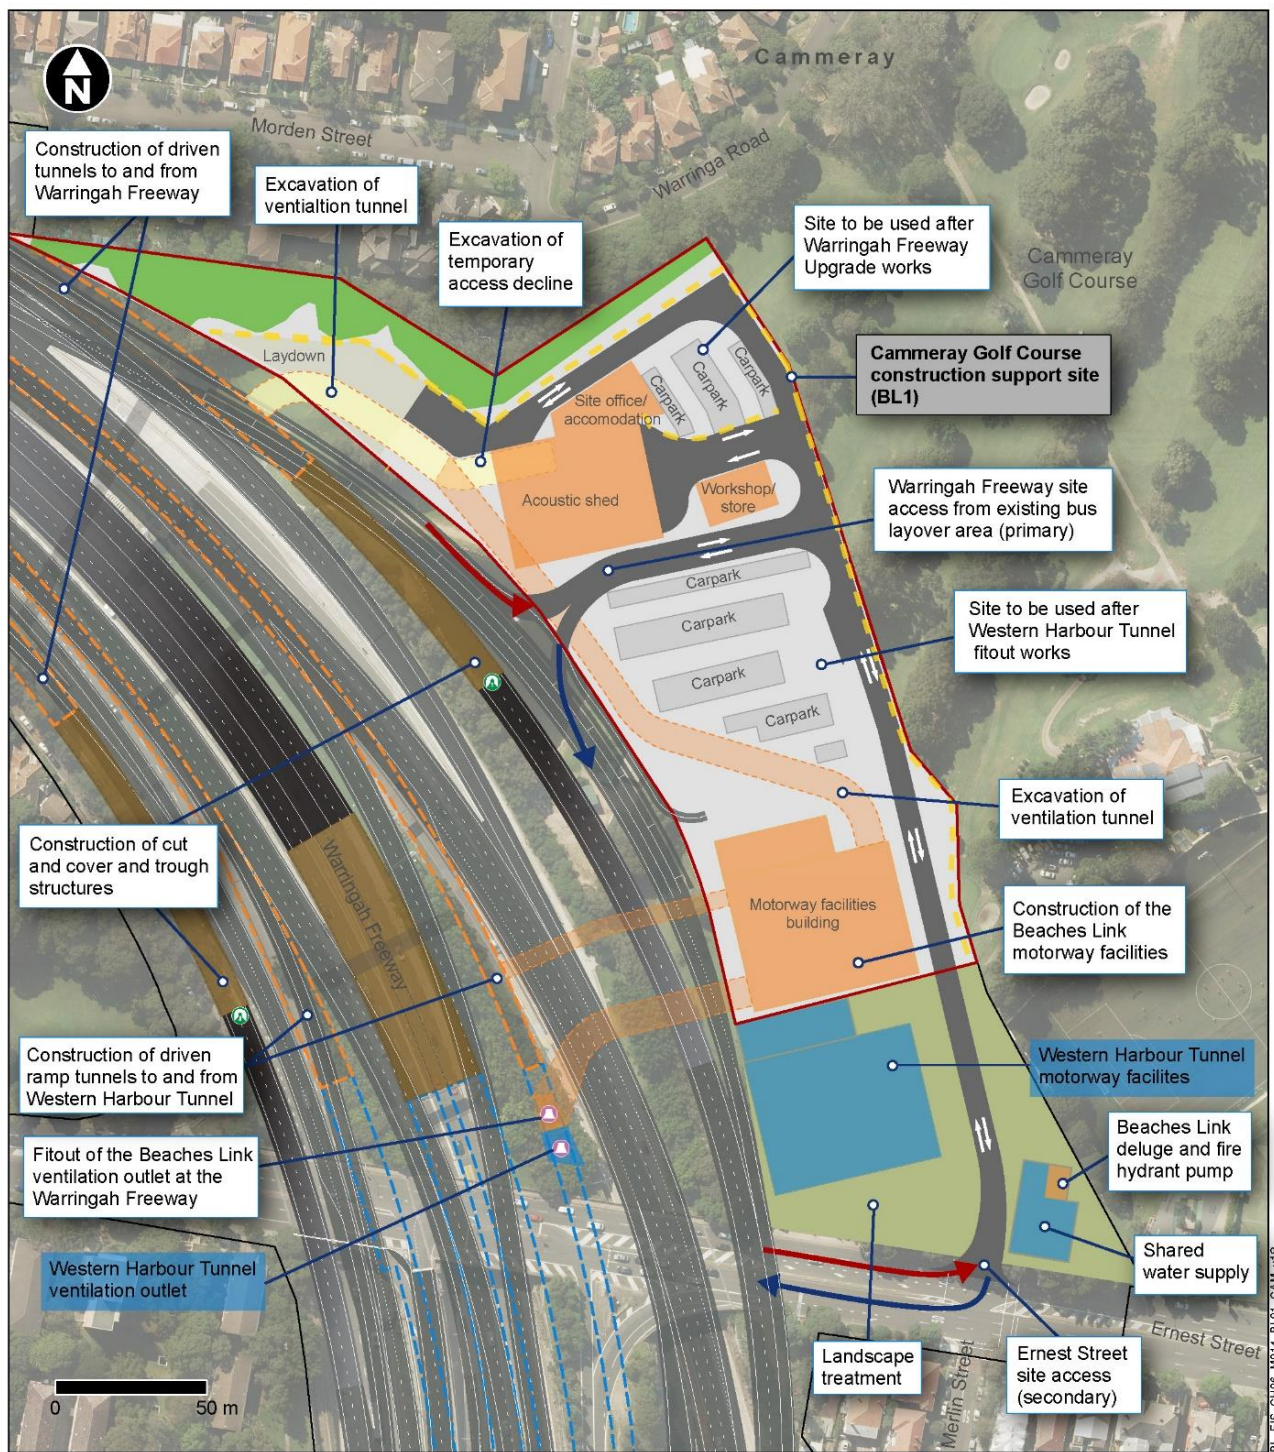 Cammeray
N
Morden Street
Warringa Road
Construction of driven
tunnels to and from
Warringah Freeway
Excavation of
ventialtion tunnel
Excavation of
temporary
access decline
Site to be used after
Warringah Freeway
Upgrade works
Cammeray
Golf Course
Laydown
Cammeray Golf Course
construction support site
(BL1)
Carpark
Carpark
Carpark
Site office/
accomodation
Acoustic shed
Workshop/
store
Warringah Freeway site
access from existing bus
layover area (primary)
Carpark
Carpark
Carpark
Carpark
Site to be used after
Western Harbour Tunnel
fitout works
Excavation of
ventilation tunnel
Construction of cut
and cover and trough
structures
Warringah Freeway
Motorway facilities
building
Construction of the
Beaches Link
motorway facilities
Construction of driven
ramp tunnels to and from
Western Harbour Tunnel
Western Harbour Tunnel
motorway facilites
Fitout of the Beaches Link
ventilation outlet at the
Warringah Freeway
Beaches Link
deluge and fire
hydrant pump
Western Harbour Tunnel
ventilation outlet
Shared
water supply
Landscape
treatment
Merlin Street
Ernest Street
site access
(secondary)
Ernest Street
0
50 m